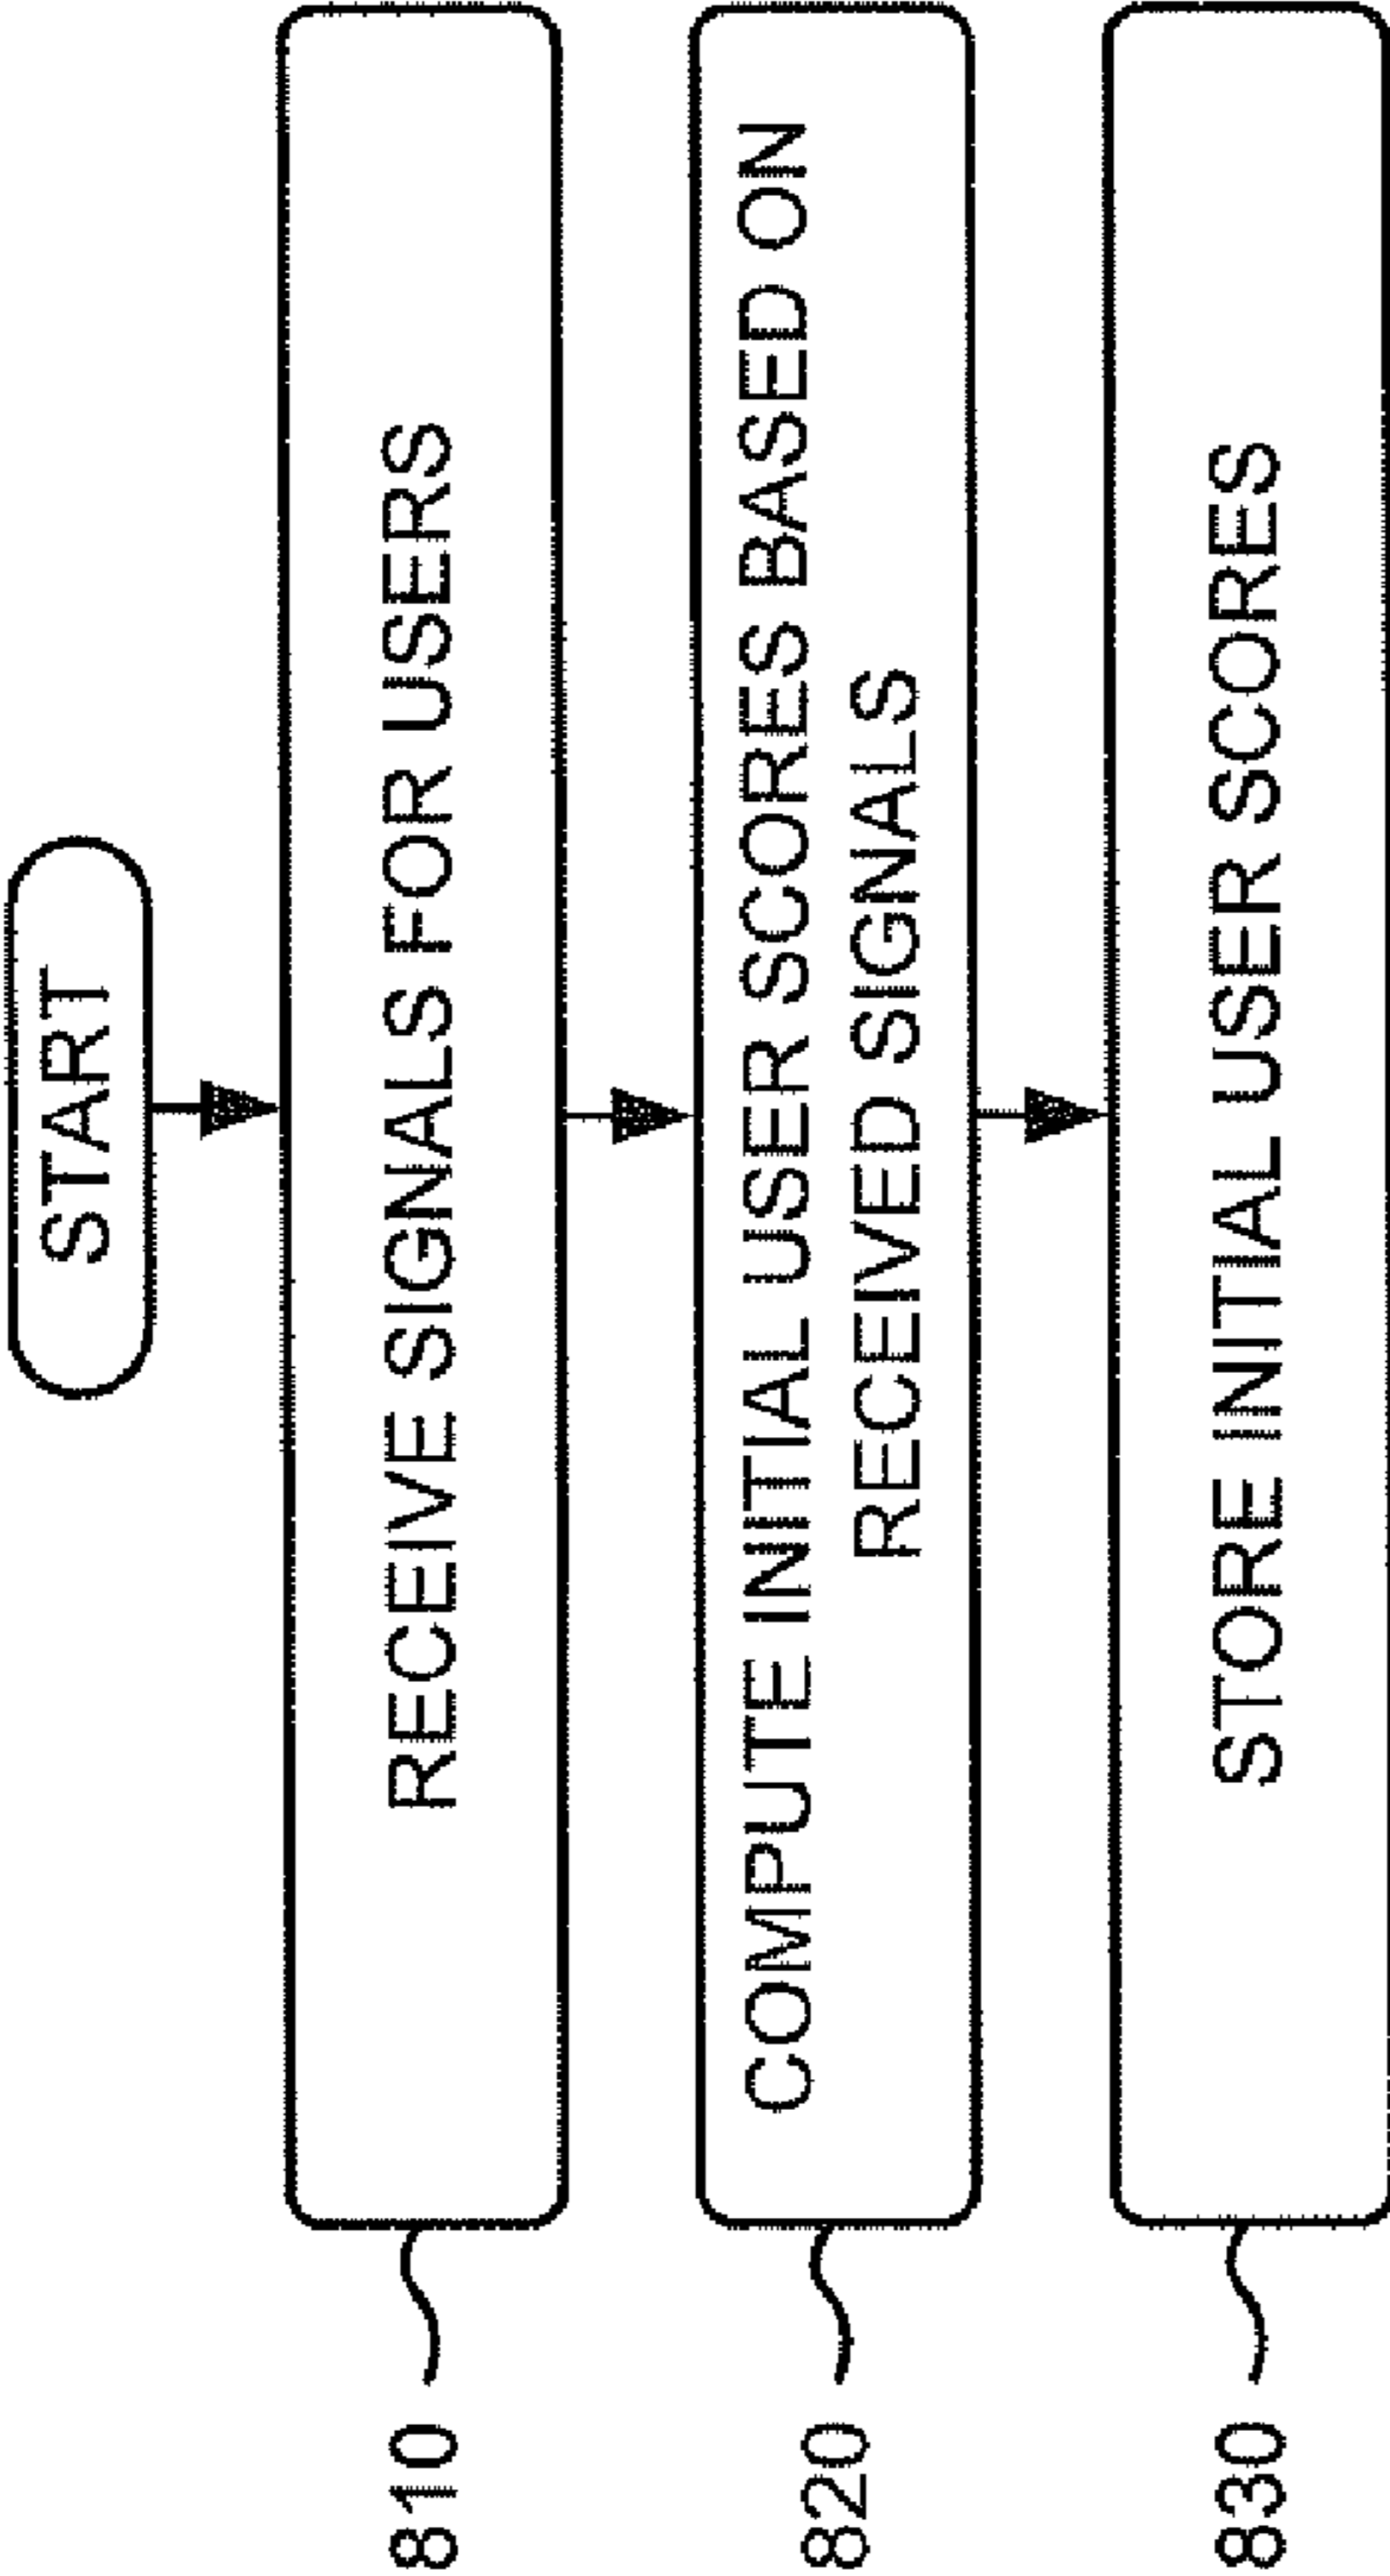 START
810
RECEIVE SIGNALS FOR USERS
820
COMPUTE INITIAL USER SCORES BASED ON
RECEIVED SIGNALS
830
STORE INITIAL USER SCORES